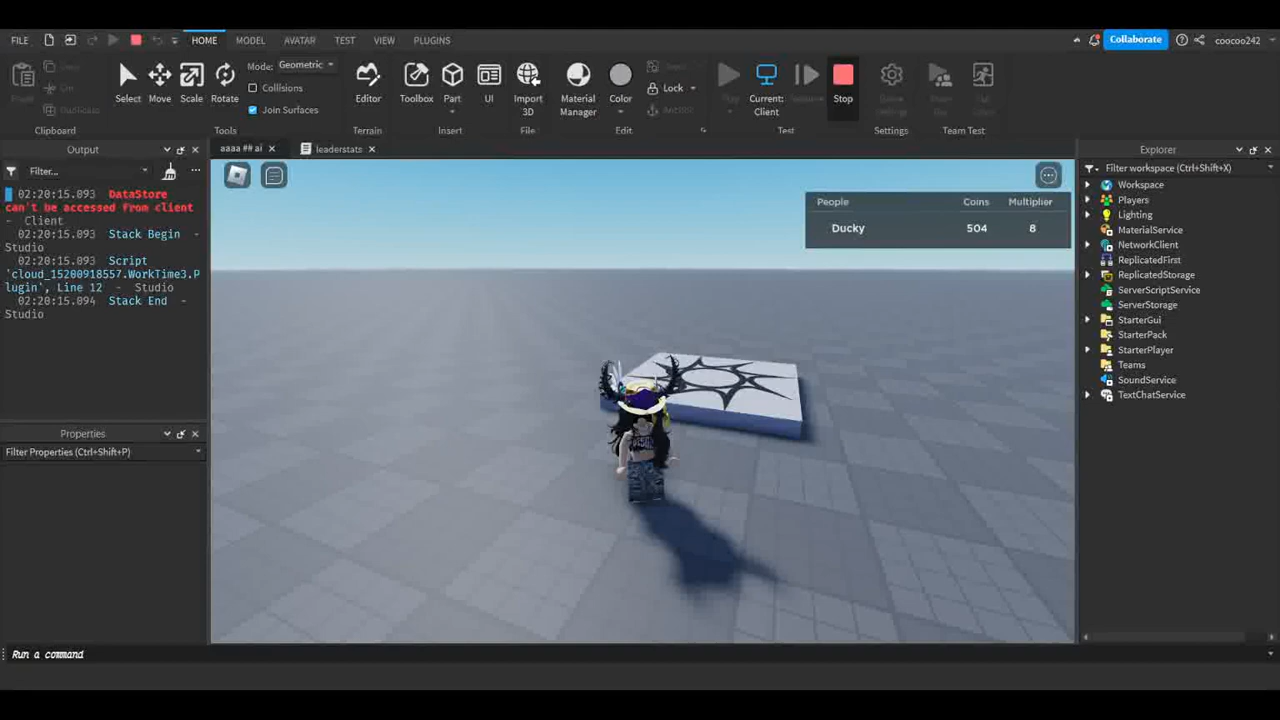 FILE HOME MODEL AVATAR TEST VIEW PLUGINS Collaborate coocoo242
Mode: Geometric
Collisions
Join Surfaces
Select Move Scale Rotate Editor Toolbox Part UI Import 3D Material Manager Color Lock Current: Client Stop
Clipboard Tools Terrain Insert File Edit Test Settings Team Test
Output
Filter...
02:20:15.093 DataStore
can't be accessed from client
- Client
02:20:15.093 Stack Begin -
Studio
02:20:15.093 Script
'cloud_15200918557.WorkTime3.P
lugin', Line 12 - Studio
02:20:15.094 Stack End -
Studio
Properties
Filter Properties (Ctrl+Shift+P)
aaaa ## ai leaderstats
People Coins Multiplier
Ducky 504 8
Explorer
Filter workspace (Ctrl+Shift+X)
Workspace
Players
Lighting
MaterialService
NetworkClient
ReplicatedFirst
ReplicatedStorage
ServerScriptService
ServerStorage
StarterGui
StarterPack
StarterPlayer
Teams
SoundService
TextChatService
Run a command